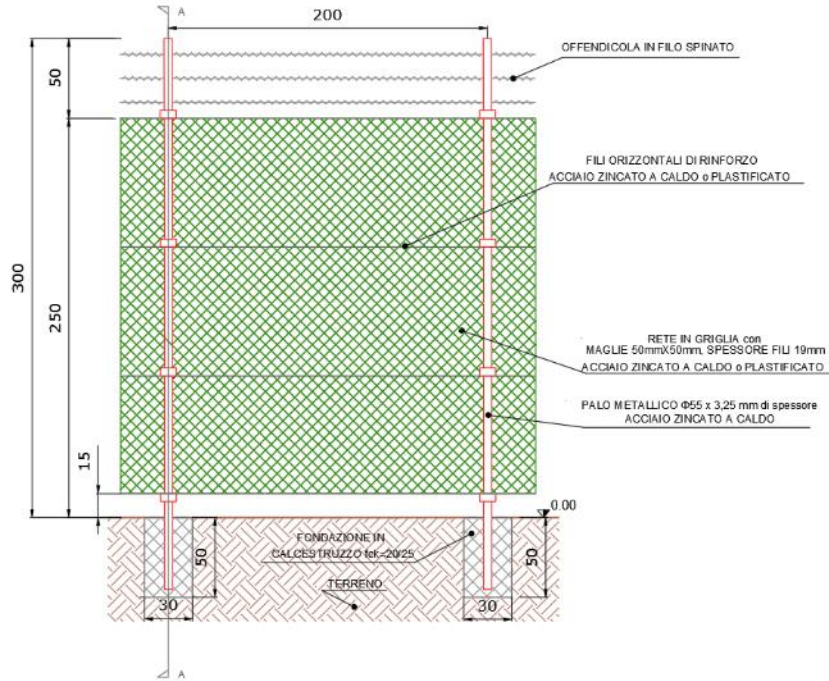 A
200
OFFENDICOLA IN FILO SPINATO
50
FILI ORIZZONTALI DI RINFORZO
ACCIAIO ZINCATO A CALDO o PLASTIFICATO
300
250
RETE IN GRIGLIA con
MAGLIE 50mmX50mm, SPESSORE FILI 19mm
ACCIAIO ZINCATO A CALDO o PLASTIFICATO
PALO METALLICO Φ55 x 3,25 mm di spessore
ACCIAIO ZINCATO A CALDO
15
0.00
FONDAZIONE IN
CALCESTRUZZO fck=20/25
50
50
TERRENO
30
30
A